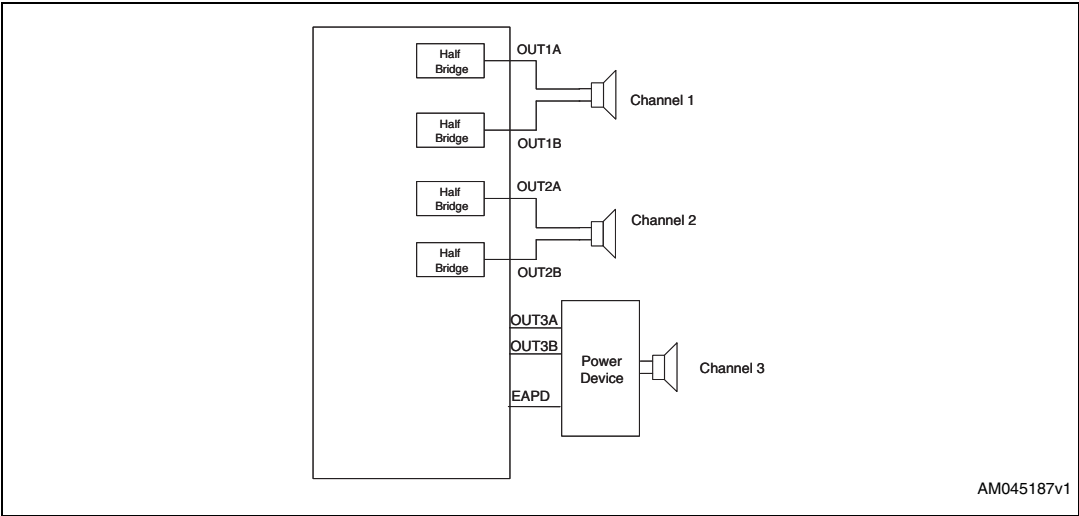 Half
Bridge
OUT1A
Channel 1
Half
Bridge
OUT1B
Half
Bridge
OUT2A
Channel 2
Half
Bridge
OUT2B
OUT3A
OUT3B
Power
Device
Channel 3
EAPD
AM045187v1